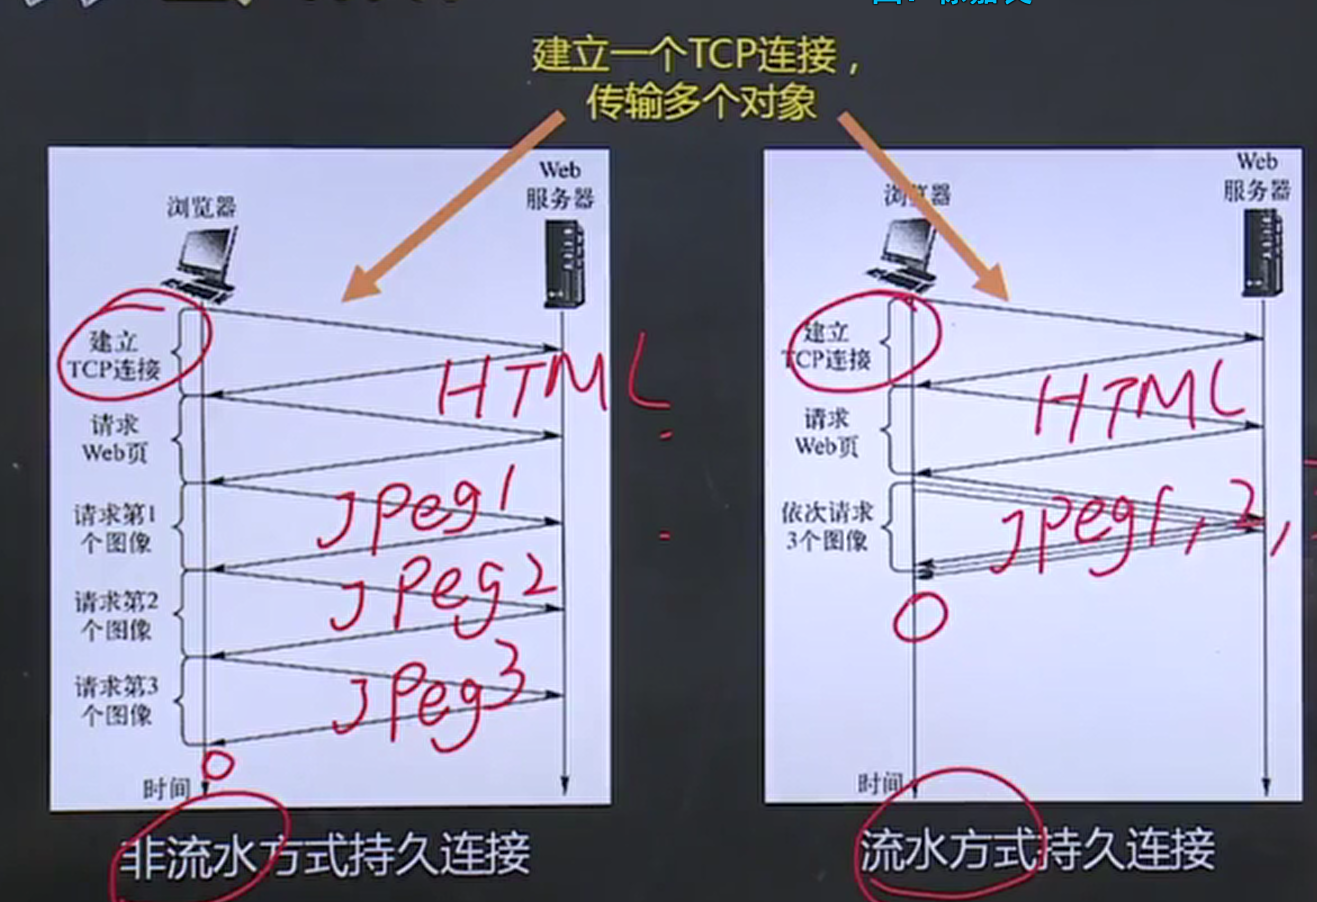 建立一个TCP连接，
传输多个对象
Web
服务器
浏览器
建立
TCP连接
HTML
请求
Web页
请求第1
个图像
JPeg1
请求第2
个图像
JPeg2
请求第3
个图像
JPeg3
时间
非流水方式持久连接
Web
服务器
浏览器
建立
TCP连接
HTML
请求
Web页
依次请求
3个图像
JPeg1,2,
时间
流水方式持久连接